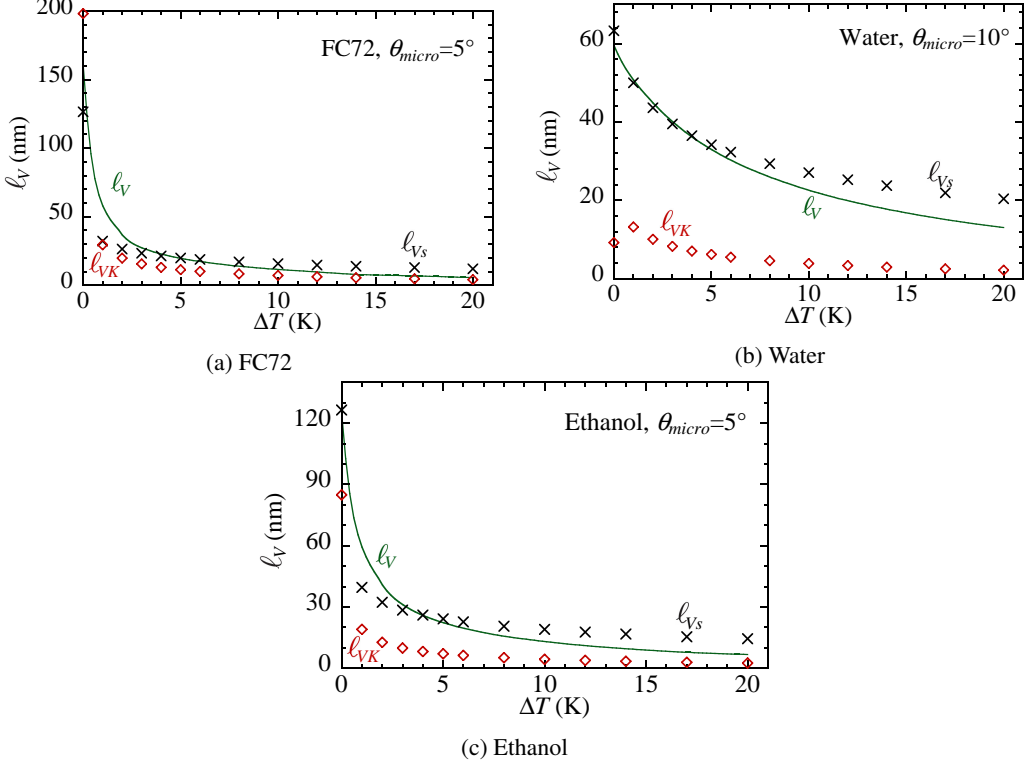 200
150
100
50
0
ℓV (nm)
FC72, θmicro=5°
ℓV
ℓVs
ℓVK
0 5 10 15 20
ΔT (K)
(a) FC72
60
40
20
0
ℓV (nm)
Water, θmicro=10°
ℓVs
ℓV
ℓVK
0 5 10 15 20
ΔT (K)
(b) Water
120
90
60
30
0
ℓV (nm)
Ethanol, θmicro=5°
ℓV
ℓVs
ℓVK
0 5 10 15 20
ΔT (K)
(c) Ethanol